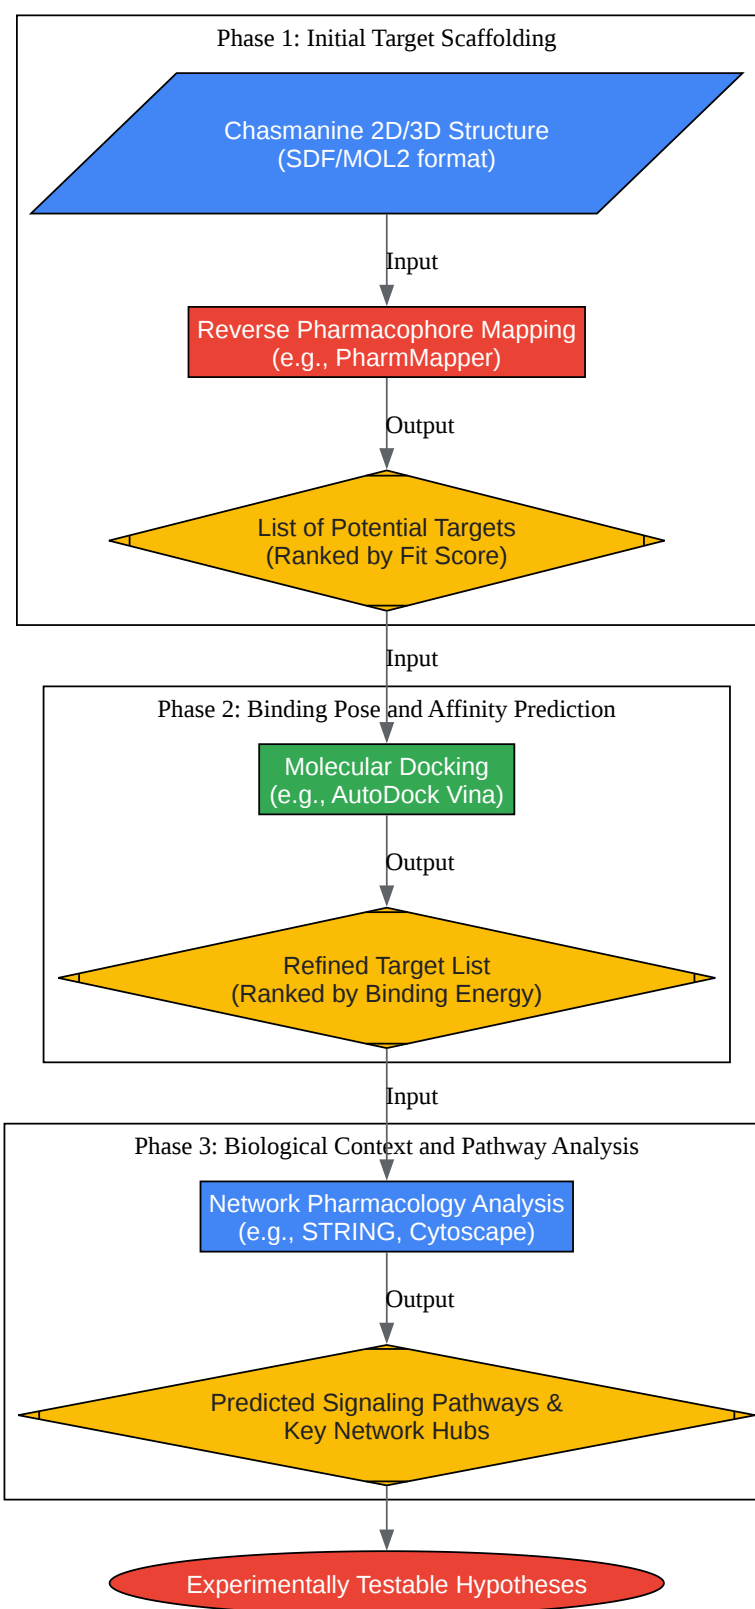 Phase 1: Initial Target Scaffolding
Chasmanine 2D/3D Structure
(SDF/MOL2 format)
Input
Reverse Pharmacophore Mapping
(e.g., PharmMapper)
Output
List of Potential Targets
(Ranked by Fit Score)
Input
Phase 2: Binding Pose and Affinity Prediction
Molecular Docking
(e.g., AutoDock Vina)
Output
Refined Target List
(Ranked by Binding Energy)
Input
Phase 3: Biological Context and Pathway Analysis
Network Pharmacology Analysis
(e.g., STRING, Cytoscape)
Output
Predicted Signaling Pathways &
Key Network Hubs
Experimentally Testable Hypotheses